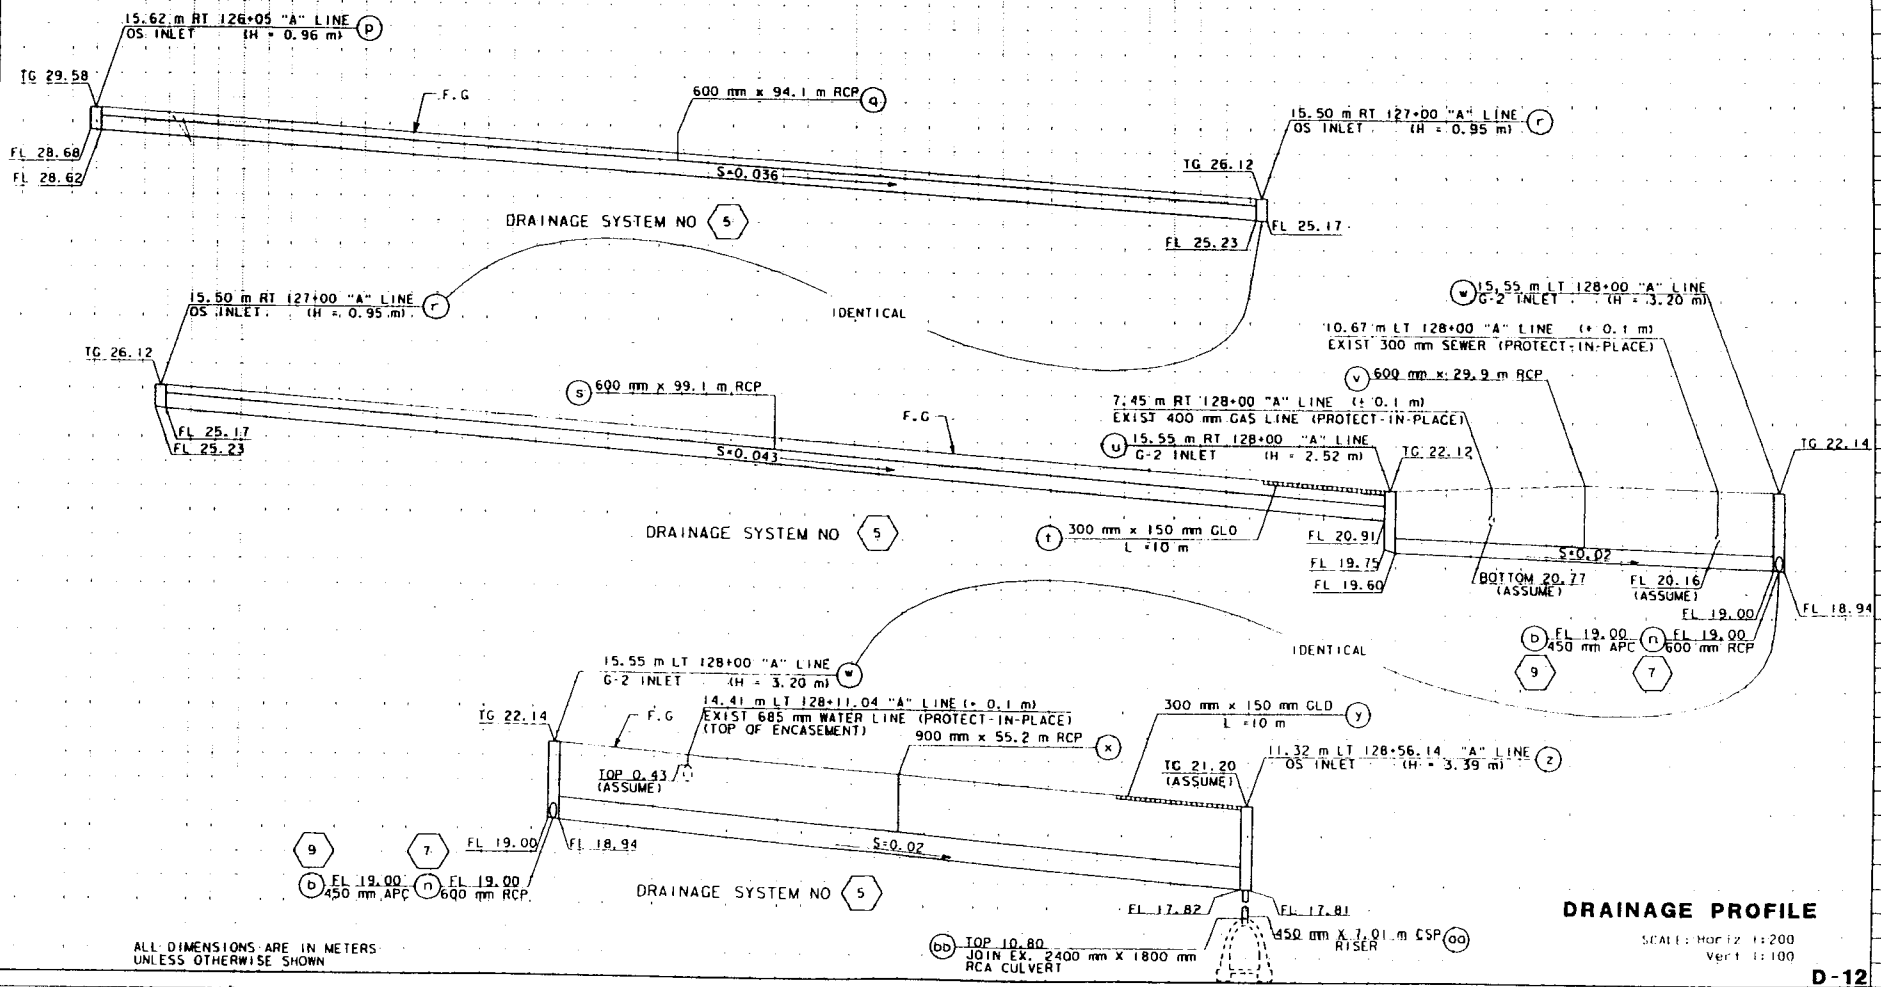 15.62 m RT 126+05 "A" LINE
OS INLET (H = 0.96 m)
p
TG 29.58
F.G
600 mm x 94.1 m RCP
q
15.50 m RT 127+00 "A" LINE
OS INLET (H = 0.95 m)
r
FL 28.68
FL 28.62
S=0.036
TG 26.12
DRAINAGE SYSTEM NO 5
FL 25.17
FL 25.23
15.50 m RT 127+00 "A" LINE
OS INLET (H = 0.95 m)
r
IDENTICAL
w
15.55 m LT 128+00 "A" LINE
G-2 INLET (H = 3.20 m)
10.67 m LT 128+00 "A" LINE (+ 0.1 m)
EXIST 300 mm SEWER (PROTECT-IN-PLACE)
TG 26.12
s
600 mm x 99.1 m RCP
v
600 mm x 29.9 m RCP
7.45 m RT 128+00 "A" LINE (+ 0.1 m)
EXIST 400 mm GAS LINE (PROTECT-IN-PLACE)
F.G
u
15.55 m RT 128+00 "A" LINE
G-2 INLET (H = 2.52 m)
TG 22.12
TG 22.14
FL 25.17
FL 25.23
S=0.043
DRAINAGE SYSTEM NO 5
t
300 mm x 150 mm GLO
L =10 m
FL 20.91
FL 19.75
FL 19.60
S=0.02
BOTTOM 20.77
(ASSUME)
FL 20.16
(ASSUME)
FL 19.00
FL 18.94
b
FL 19.00
450 mm APC
n
FL 19.00
600 mm RCP
9
7
IDENTICAL
15.55 m LT 128+00 "A" LINE
G-2 INLET (H = 3.20 m)
w
TG 22.14
F.G
14.41 m LT 128+11.04 "A" LINE (+ 0.1 m)
EXIST 685 mm WATER LINE (PROTECT-IN-PLACE)
(TOP OF ENCASEMENT)
900 mm x 55.2 m RCP
x
300 mm x 150 mm GLD
L =10 m
y
TOP 0.43
(ASSUME)
TG 21.20
(ASSUME)
11.32 m LT 128+56.14 "A" LINE
OS INLET (H = 3.39 m)
z
9
7
FL 19.00
FL 18.94
S=0.02
b
FL 19.00
450 mm APC
n
FL 19.00
600 mm RCP
DRAINAGE SYSTEM NO 5
FL 17.82
FL 17.81
bb
TOP 10.80
JOIN EX. 2400 mm X 1800 mm
RCA CULVERT
450 mm X 7.01 m CSP
RISER
aa
ALL DIMENSIONS ARE IN METERS
UNLESS OTHERWISE SHOWN
DRAINAGE PROFILE
SCALE: Horiz 1:200
Vert 1:100
D-12